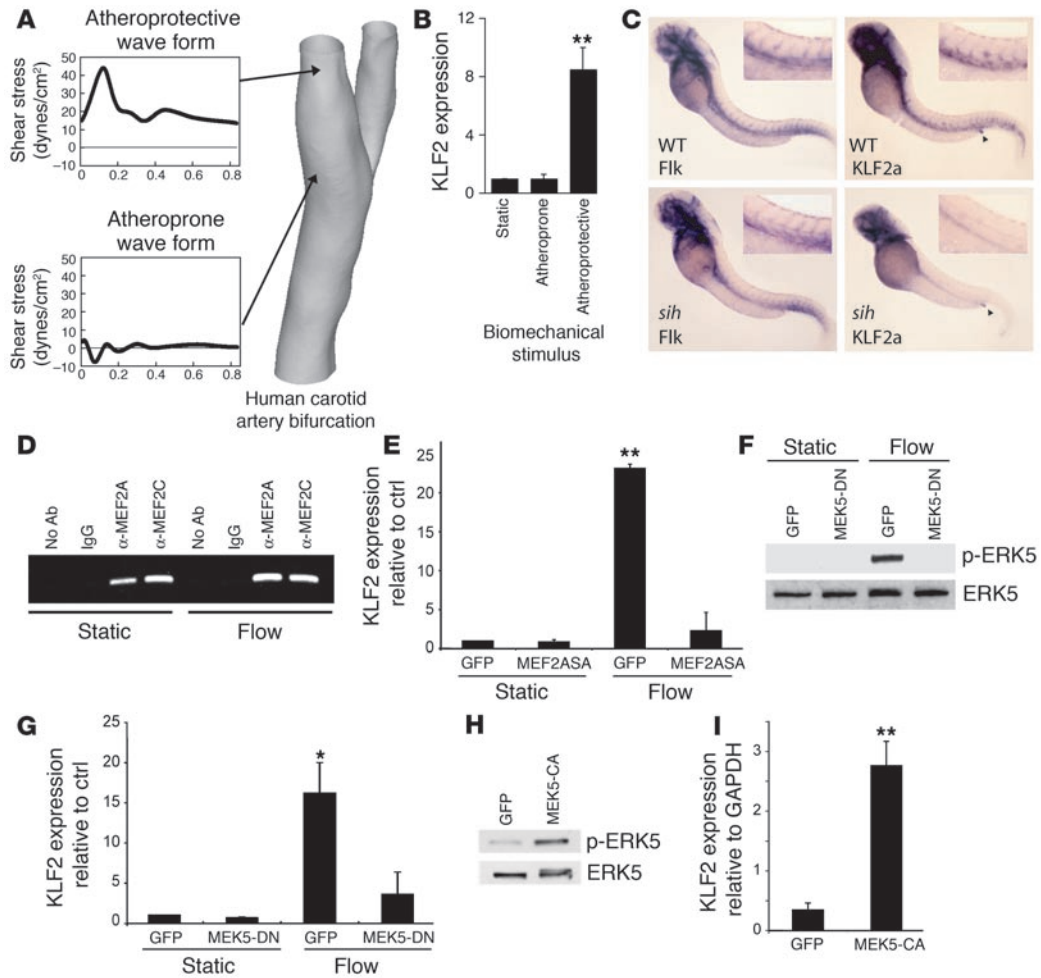 A
Atheroprotective
wave form
Shear stress
(dynes/cm²)
50
40
30
20
10
0
−10
0 0.2 0.4 0.6 0.8
Atheroprone
wave form
Shear stress
(dynes/cm²)
50
40
30
20
10
0
−10
0 0.2 0.4 0.6 0.8
Human carotid
artery bifurcation
B
KLF2 expression
12
8
4
0
Static
Atheroprone
Atheroprotective
**
Biomechanical
stimulus
C
WT
Flk
WT
KLF2a
sih
Flk
sih
KLF2a
D
No Ab
IgG
α-MEF2A
α-MEF2C
No Ab
IgG
α-MEF2A
α-MEF2C
Static Flow
E
KLF2 expression
relative to ctrl
25
20
15
10
5
0
**
GFP MEF2ASA GFP MEF2ASA
Static Flow
F
Static Flow
GFP
MEK5-DN
GFP
MEK5-DN
p-ERK5
ERK5
G
KLF2 expression
relative to ctrl
25
20
15
10
5
0
*
GFP MEK5-DN GFP MEK5-DN
Static Flow
H
GFP
MEK5-CA
p-ERK5
ERK5
I
KLF2 expression
relative to GAPDH
3
2
1
0
**
GFP MEK5-CA